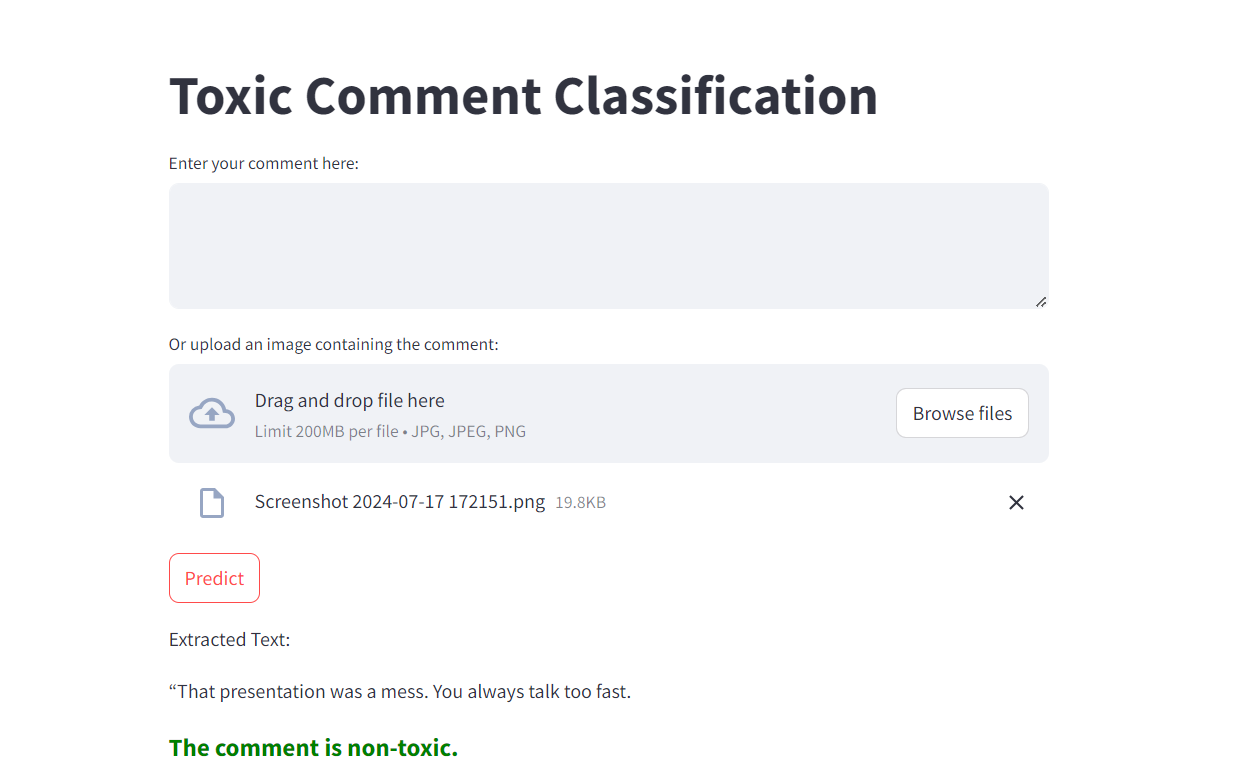 Toxic Comment Classification
Enter your comment here:
Or upload an image containing the comment:
Drag and drop file here
Limit 200MB per file • JPG, JPEG, PNG
Browse files
Screenshot 2024-07-17 172151.png 19.8KB
Predict
Extracted Text:
“That presentation was a mess. You always talk too fast.
The comment is non-toxic.